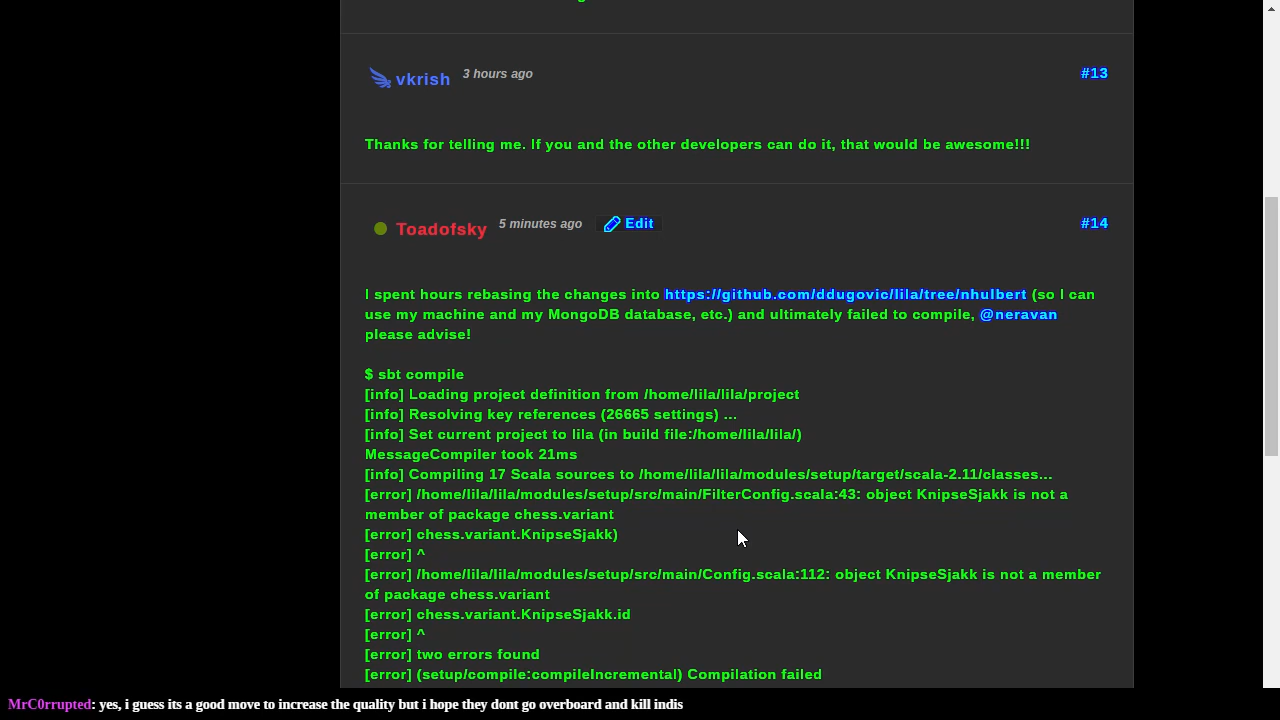 vkrish 3 hours ago #13
Thanks for telling me. If you and the other developers can do it, that would be awesome!!!
Toadofsky 5 minutes ago Edit #14
I spent hours rebasing the changes into https://github.com/ddugovic/lila/tree/nhulbert (so I can
use my machine and my MongoDB database, etc.) and ultimately failed to compile, @neravan
please advise!
$ sbt compile
[info] Loading project definition from /home/lila/lila/project
[info] Resolving key references (26665 settings) ...
[info] Set current project to lila (in build file:/home/lila/lila/)
MessageCompiler took 21ms
[info] Compiling 17 Scala sources to /home/lila/lila/modules/setup/target/scala-2.11/classes...
[error] /home/lila/lila/modules/setup/src/main/FilterConfig.scala:43: object KnipseSjakk is not a
member of package chess.variant
[error] chess.variant.KnipseSjakk)
[error] ^
[error] /home/lila/lila/modules/setup/src/main/Config.scala:112: object KnipseSjakk is not a member
of package chess.variant
[error] chess.variant.KnipseSjakk.id
[error] ^
[error] two errors found
[error] (setup/compile:compileIncremental) Compilation failed
MrC0rrupted: yes, i guess its a good move to increase the quality but i hope they dont go overboard and kill indis